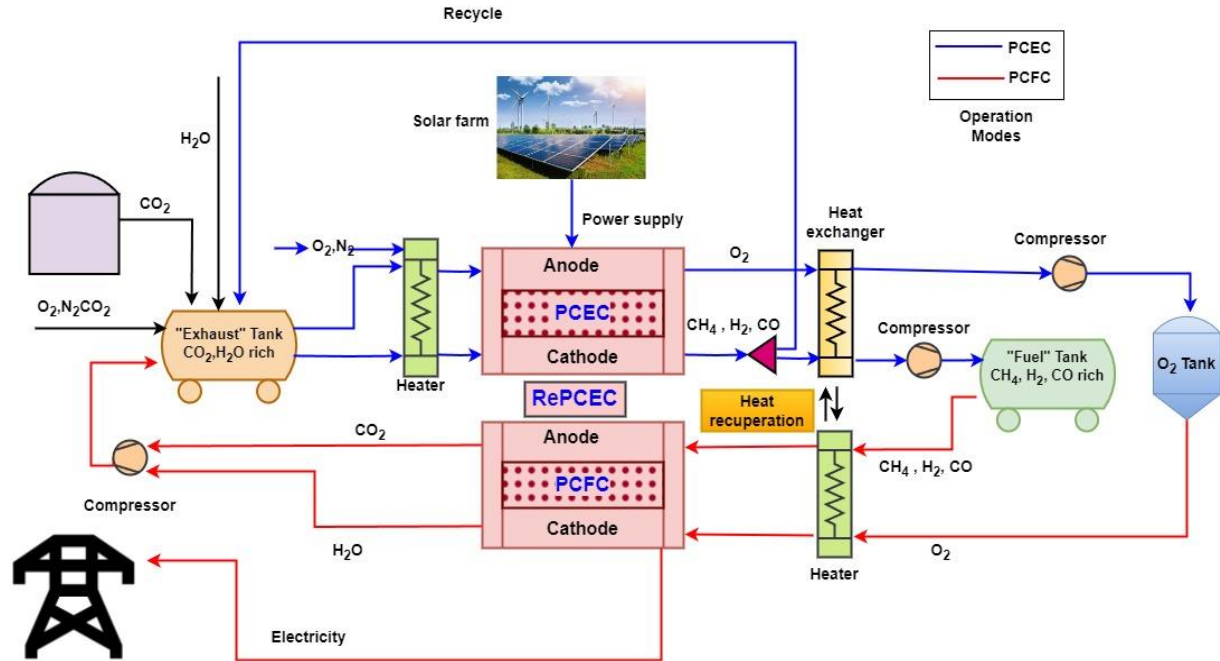 Recycle
PCEC
PCFC
Operation
Modes
H₂O
Solar farm
CO₂
Power supply
Heat
exchanger
Compressor
O₂,N₂
Anode
O₂
PCEC
O₂,N₂CO₂
"Exhaust" Tank
CO₂,H₂O rich
CH₄ , H₂, CO
Compressor
Cathode
"Fuel" Tank
CH₄, H₂, CO rich
O₂ Tank
Heater
RePCEC
Heat
recuperation
CO₂
Anode
CH₄ , H₂, CO
PCFC
Compressor
Cathode
H₂O
O₂
Heater
Electricity